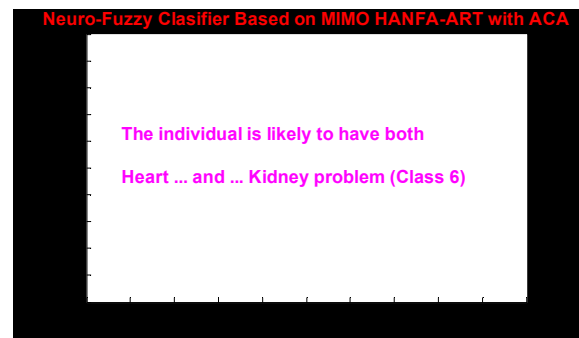 Neuro-Fuzzy Clasifier Based on MIMO HANFA-ART with ACA
The individual is likely to have both
Heart ... and ... Kidney problem (Class 6)